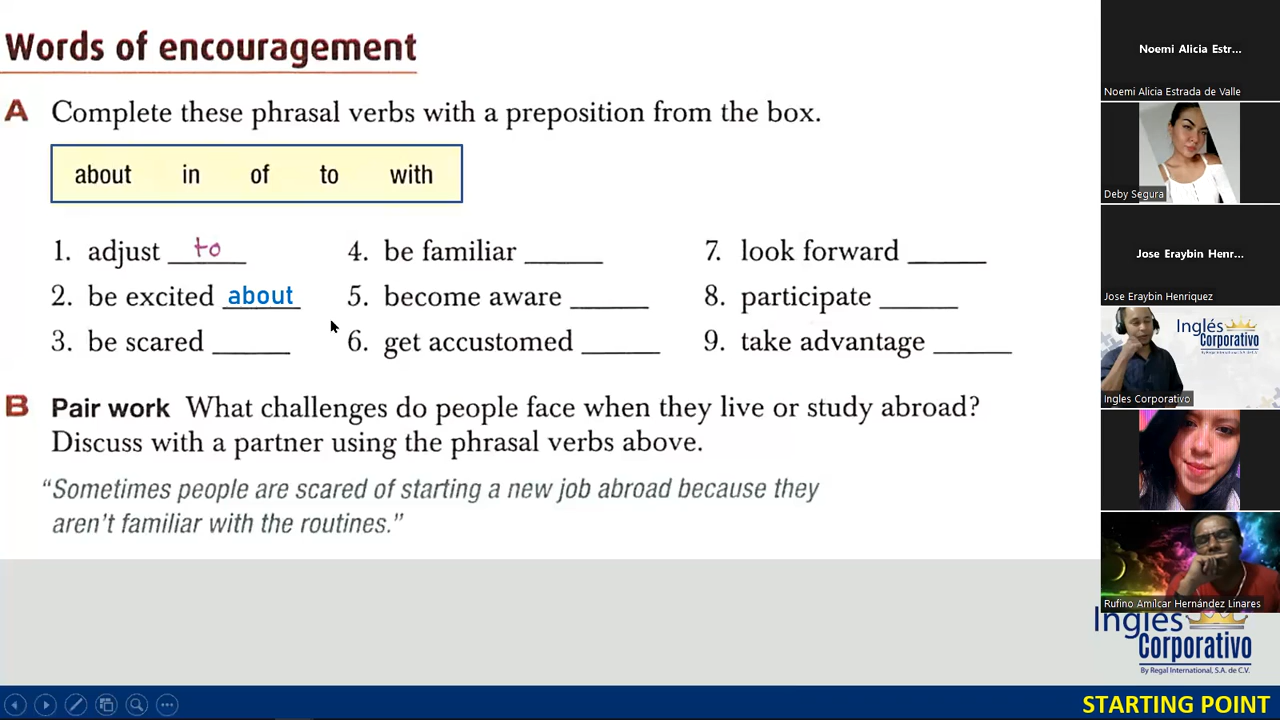 Words of encouragement
A Complete these phrasal verbs with a preposition from the box.
about in of to with
1. adjust to
2. be excited about
3. be scared ______
4. be familiar ______
5. become aware ______
6. get accustomed ______
7. look forward ______
8. participate ______
9. take advantage ______
B Pair work What challenges do people face when they live or study abroad?
Discuss with a partner using the phrasal verbs above.
“Sometimes people are scared of starting a new job abroad because they
aren’t familiar with the routines.”
Noemi Alicia Estr...
Noemi Alicia Estrada de Valle
Deby Segura
Jose Eraybin Henr...
Jose Eraybin Henriquez
Inglés
Corporativo
By Regal International, S.A. de C.V.
Ingles Corporativo
Rufino Amílcar Hernández Linares
Inglés
Corporativo
By Regal International, S.A. de C.V.
STARTING POINT